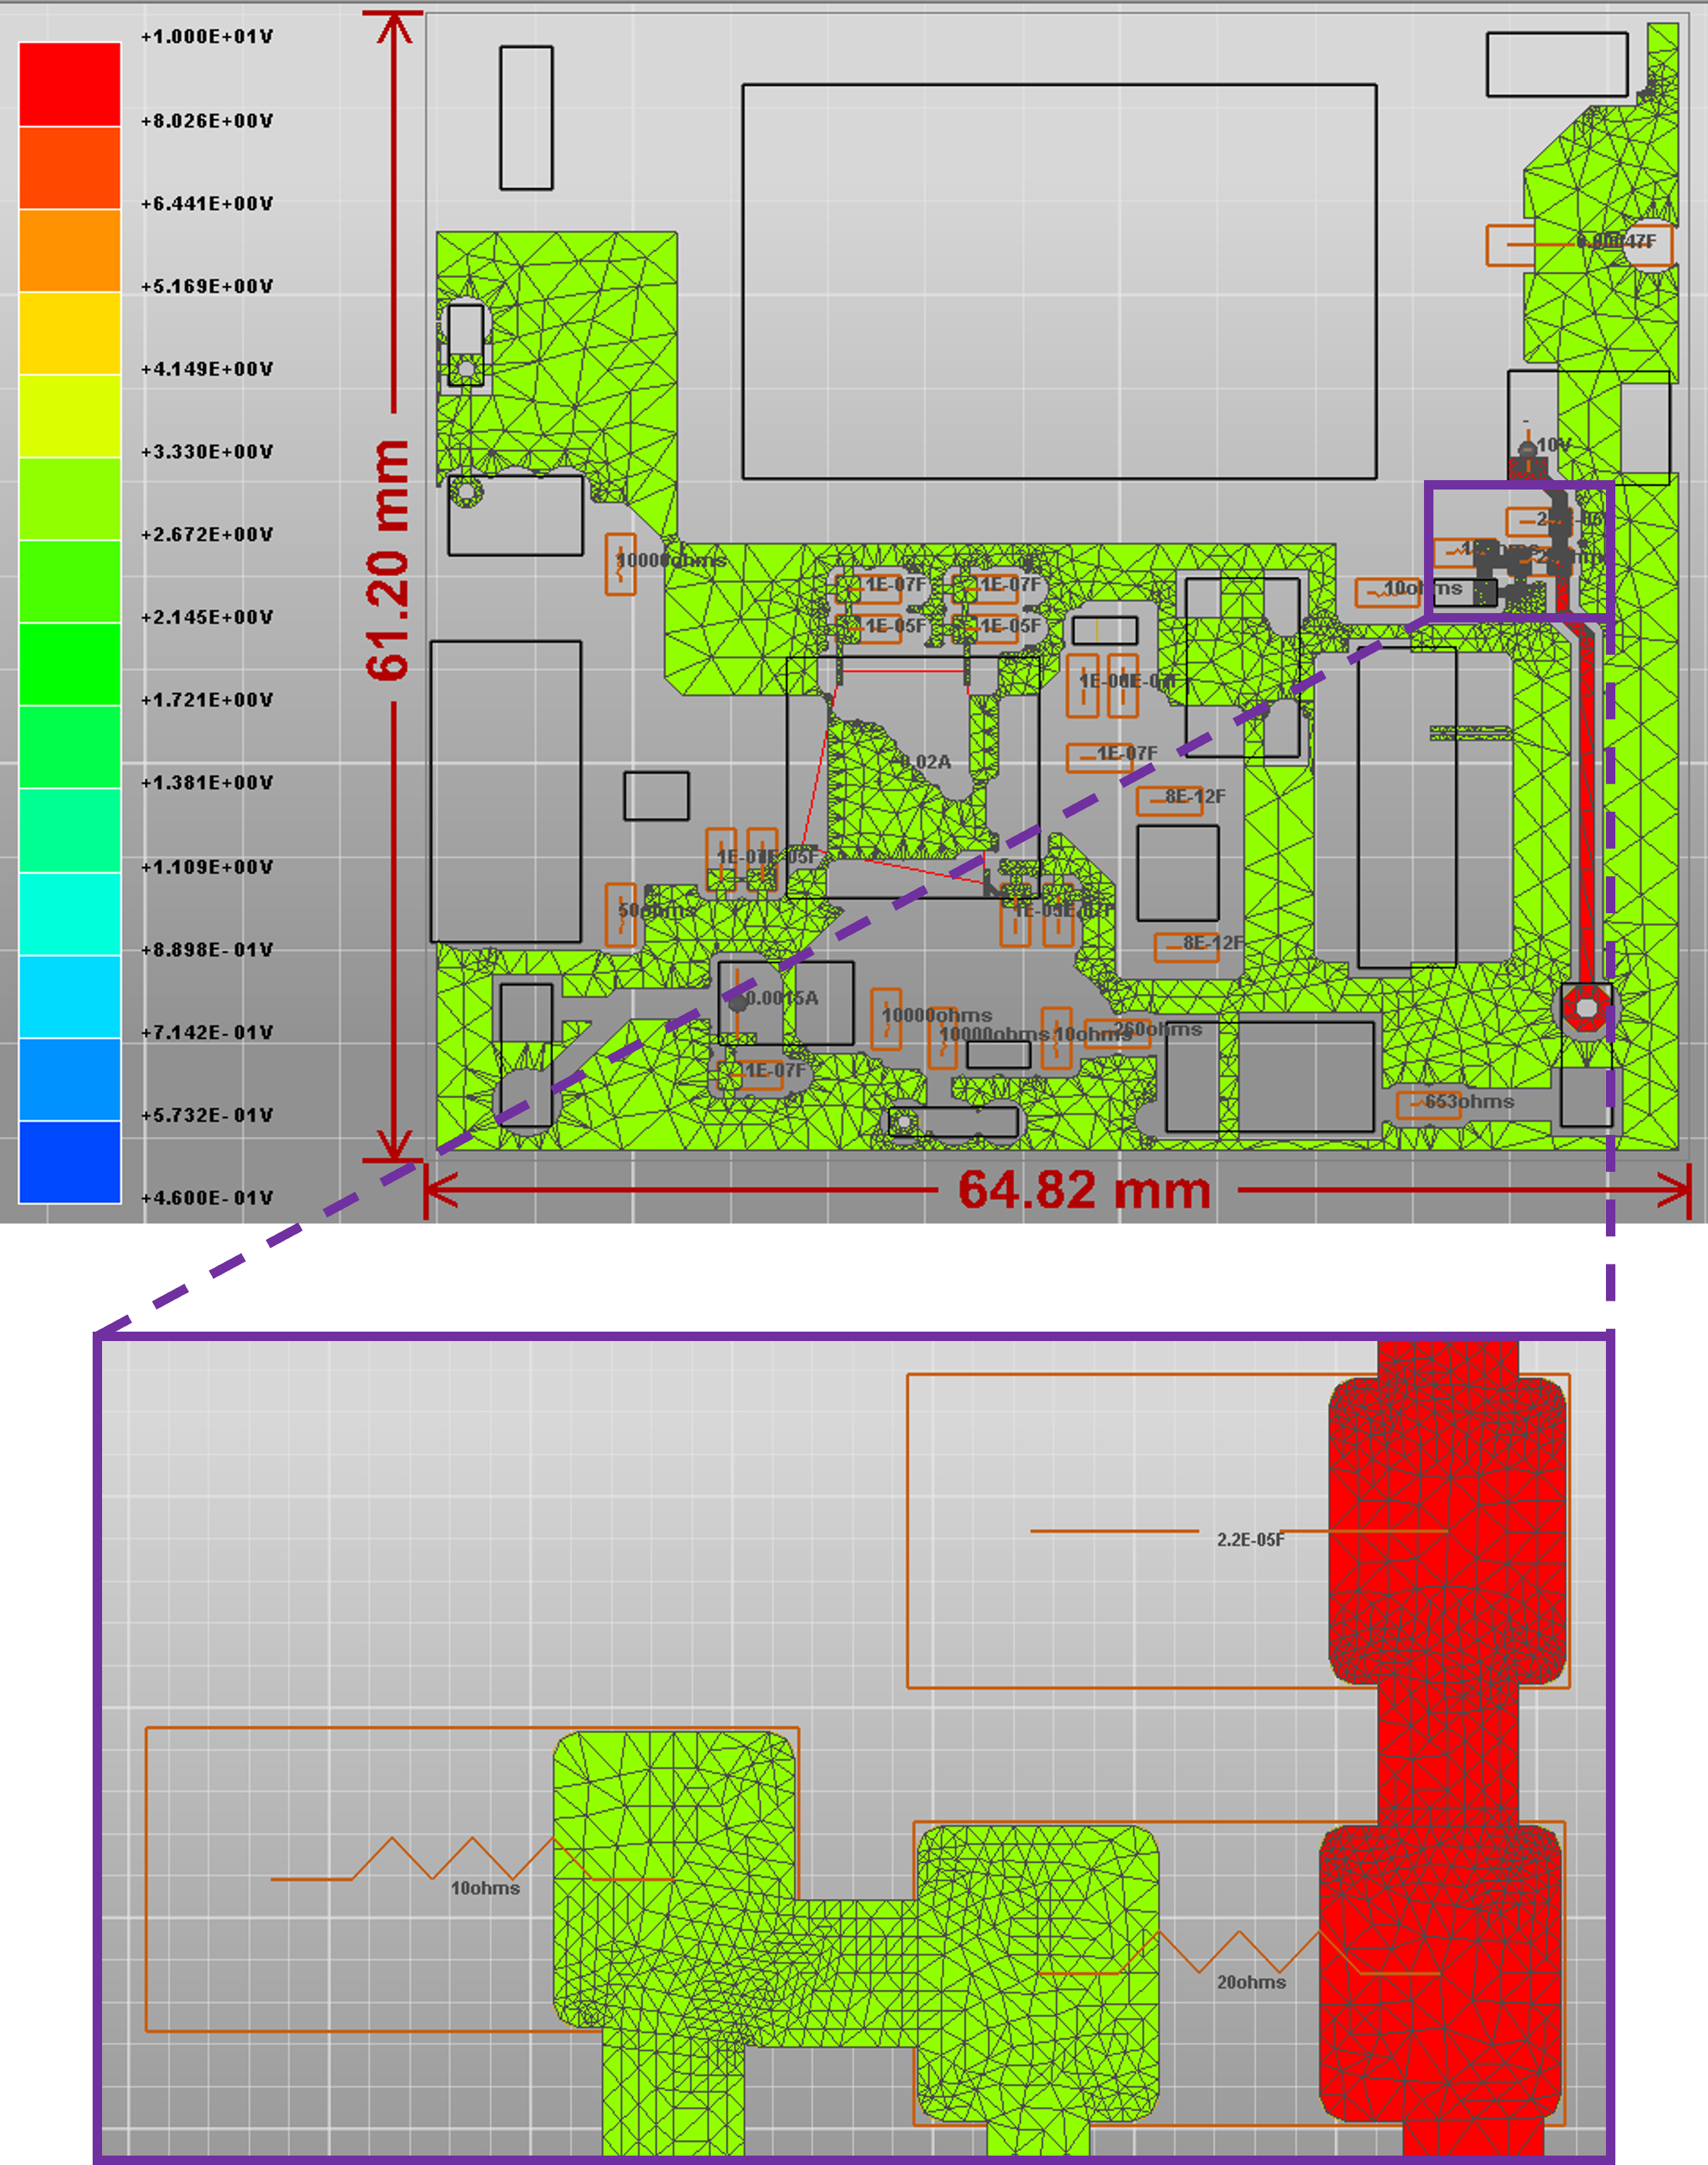 +1.000E+01V
+8.026E+00V
+6.441E+00V
+5.169E+00V
+4.149E+00V
+3.330E+00V
+2.672E+00V
+2.145E+00V
+1.721E+00V
+1.381E+00V
+1.109E+00V
+8.898E-01V
+7.142E-01V
+5.732E-01V
+4.600E-01V
61.20 mm
64.82 mm
10V
10000ohms
1E-07F
1E-07F
1E-05F
1E-05F
10ohms
1E-07F
0.02A
8E-12F
50ohms
8E-12F
0.0015A
10000ohms
10000ohms
10ohms
260ohms
1E-07F
653ohms
2.2E-05F
10ohms
20ohms